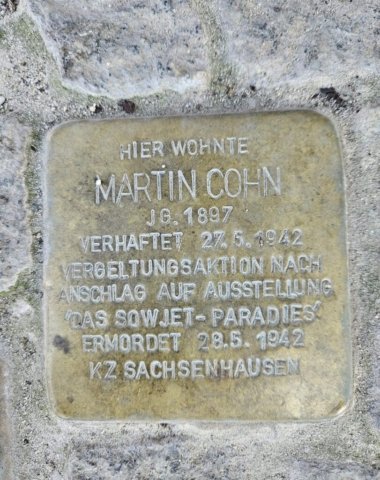 HIER WOHNTE
MARTIN COHN
JG. 1897
VERHAFTET 27.5.1942
VERGELTUNGSAKTION NACH
ANSCHLAG AUF AUSSTELLUNG
"DAS SOWJET-PARADIES"
ERMORDET 28.5.1942
KZ SACHSENHAUSEN